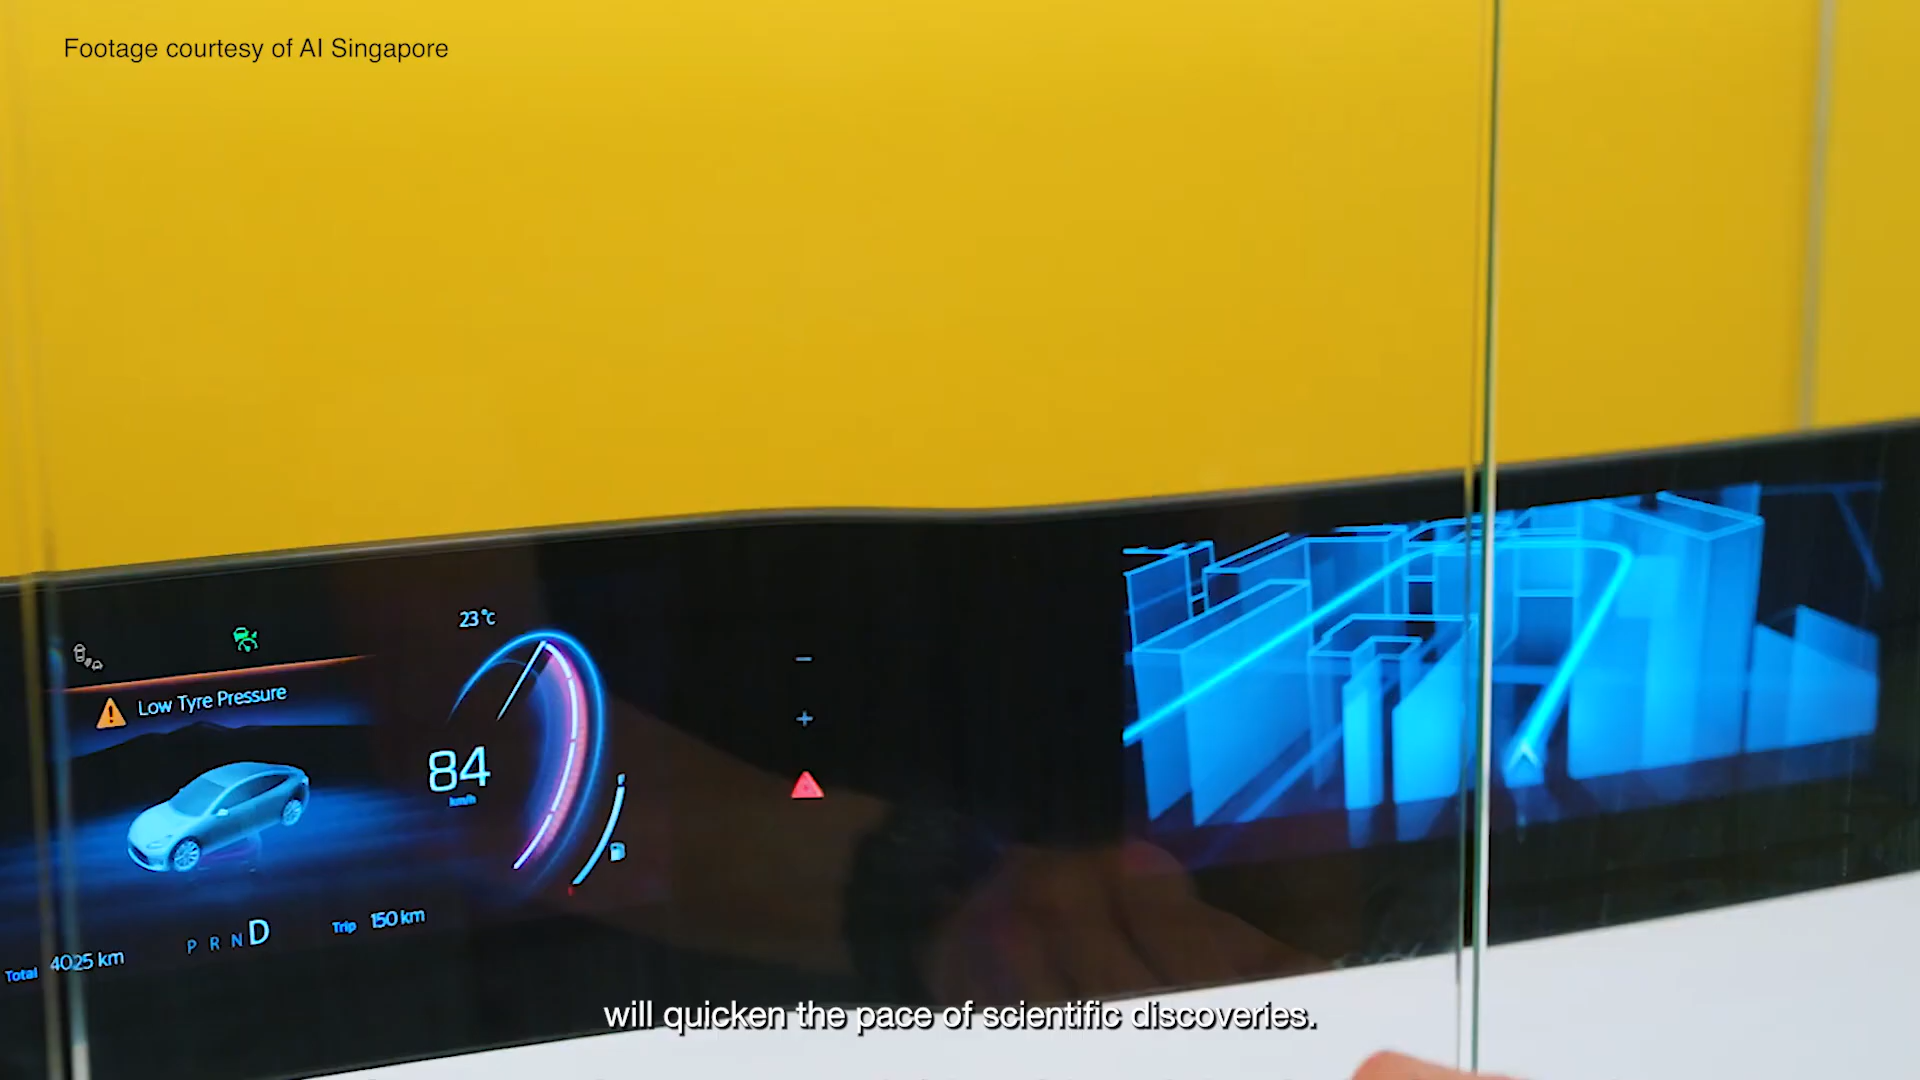 Footage courtesy of AI Singapore
23°c
Low Tyre Pressure
84
km/h
F
P R N D
Trip 150 km
Total 4025 km
will quicken the pace of scientific discoveries.